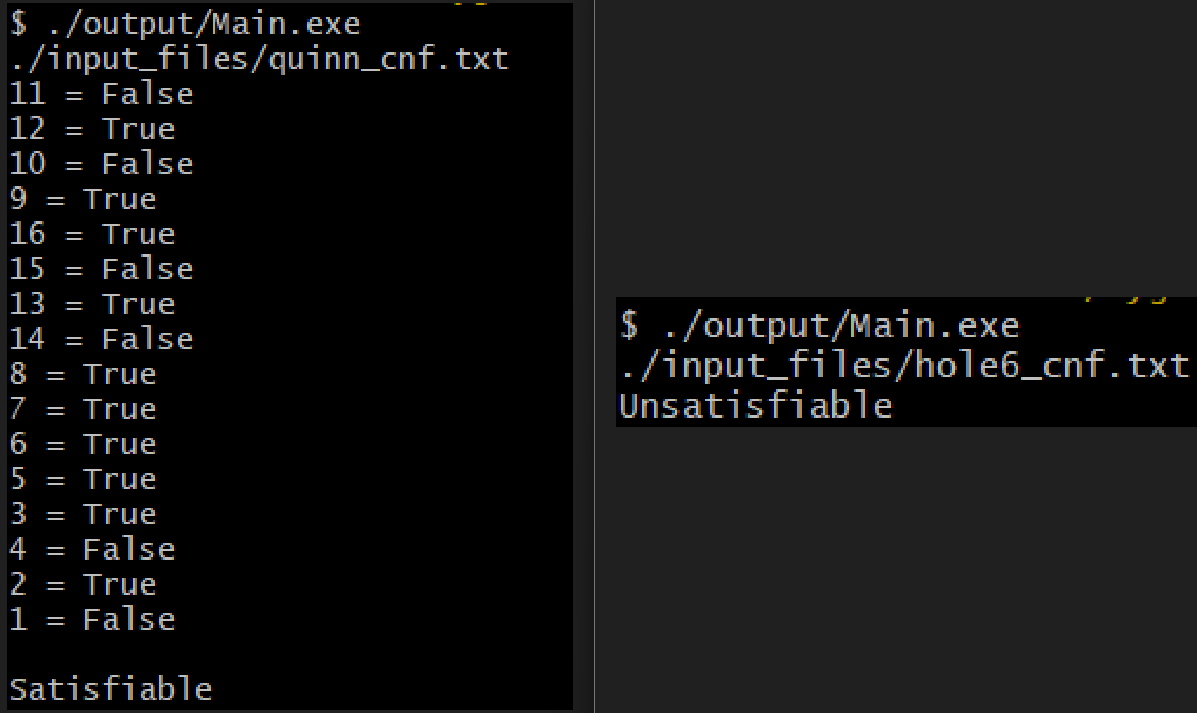 $ ./output/Main.exe
./input_files/quinn_cnf.txt
11 = False
12 = True
10 = False
9 = True
16 = True
15 = False
13 = True
14 = False
8 = True
7 = True
6 = True
5 = True
3 = True
4 = False
2 = True
1 = False
Satisfiable
$ ./output/Main.exe
./input_files/hole6_cnf.txt
Unsatisfiable